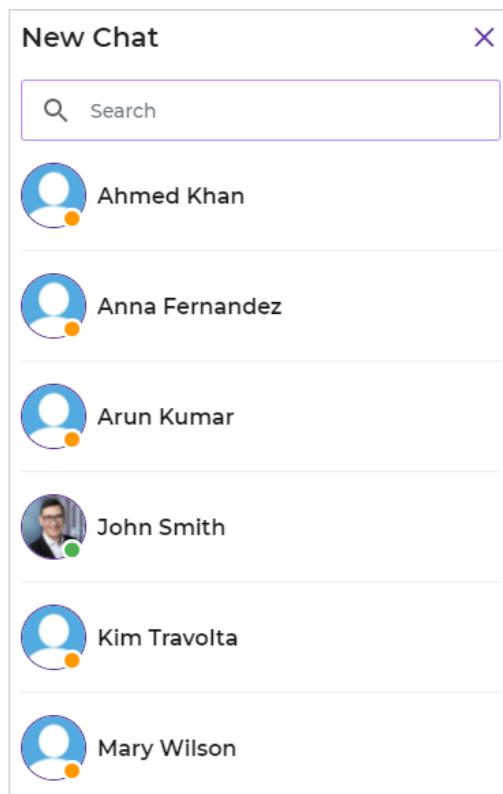 New Chat
Search
Ahmed Khan
Anna Fernandez
Arun Kumar
John Smith
Kim Travolta
Mary Wilson